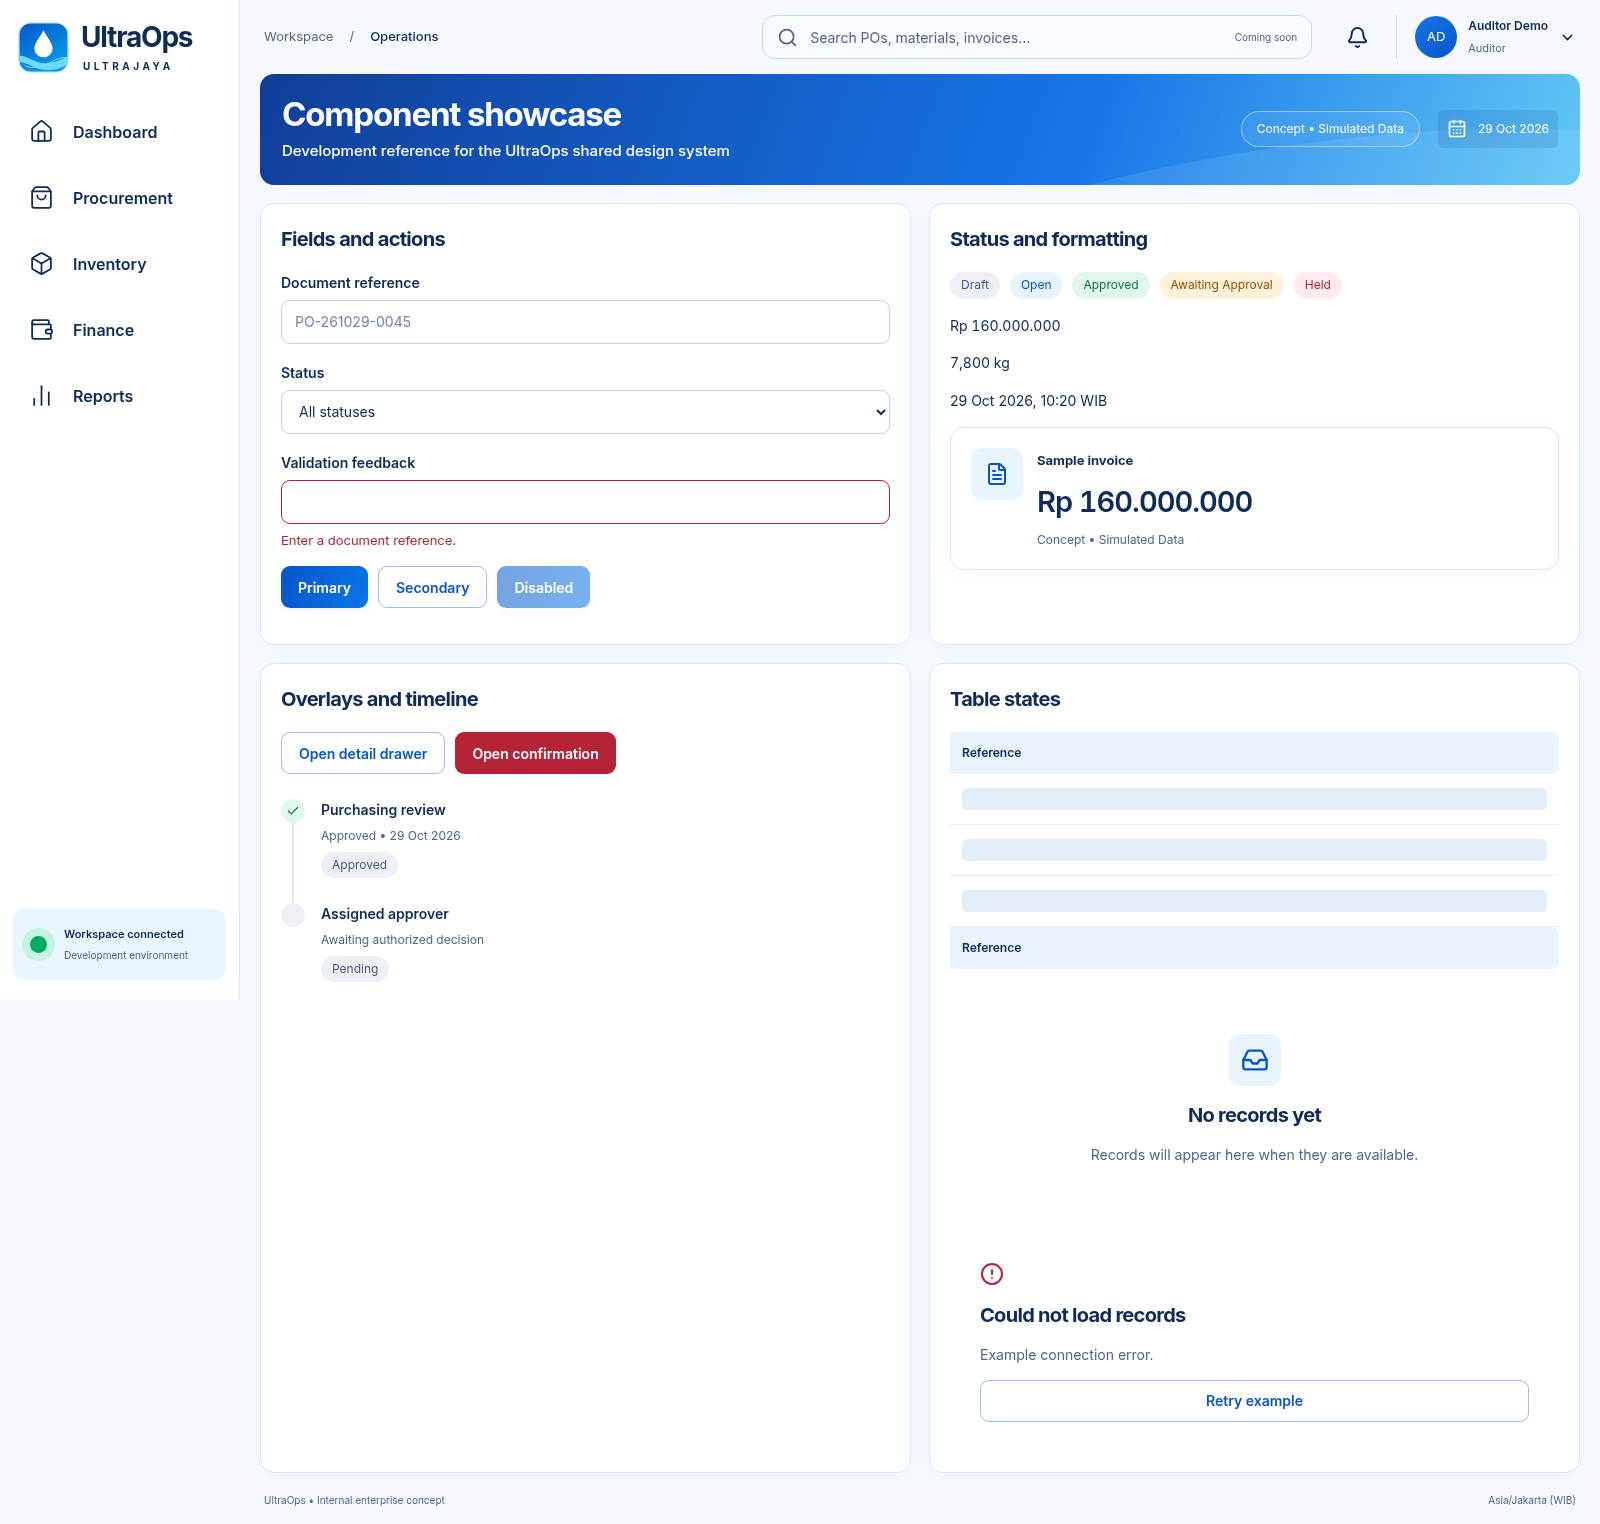 UltraOps
ULTRAJAYA
Dashboard
Procurement
Inventory
Finance
Reports
Workspace connected
Development environment
Workspace / Operations
Search POs, materials, invoices...
Coming soon
AD
Auditor Demo
Auditor
Component showcase
Development reference for the UltraOps shared design system
Concept • Simulated Data
29 Oct 2026
Fields and actions
Document reference
PO-261029-0045
Status
All statuses
Validation feedback
Enter a document reference.
Primary
Secondary
Disabled
Status and formatting
Draft
Open
Approved
Awaiting Approval
Held
Rp 160.000.000
7,800 kg
29 Oct 2026, 10:20 WIB
Sample invoice
Rp 160.000.000
Concept • Simulated Data
Overlays and timeline
Open detail drawer
Open confirmation
Purchasing review
Approved • 29 Oct 2026
Approved
Assigned approver
Awaiting authorized decision
Pending
Table states
Reference
Reference
No records yet
Records will appear here when they are available.
Could not load records
Example connection error.
Retry example
UltraOps • Internal enterprise concept
Asia/Jakarta (WIB)